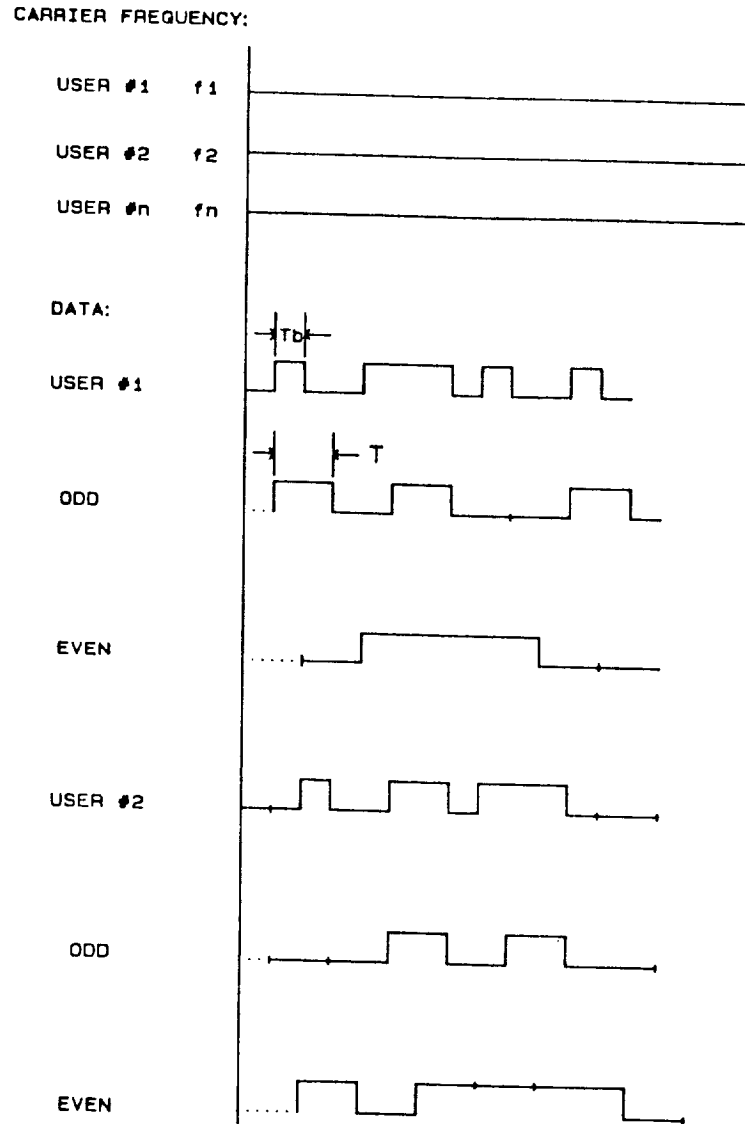 CARRIER FREQUENCY:
USER #1 f1
USER #2 f2
USER #n fn
DATA:
Tb
USER #1
T
ODD
EVEN
USER #2
ODD
EVEN